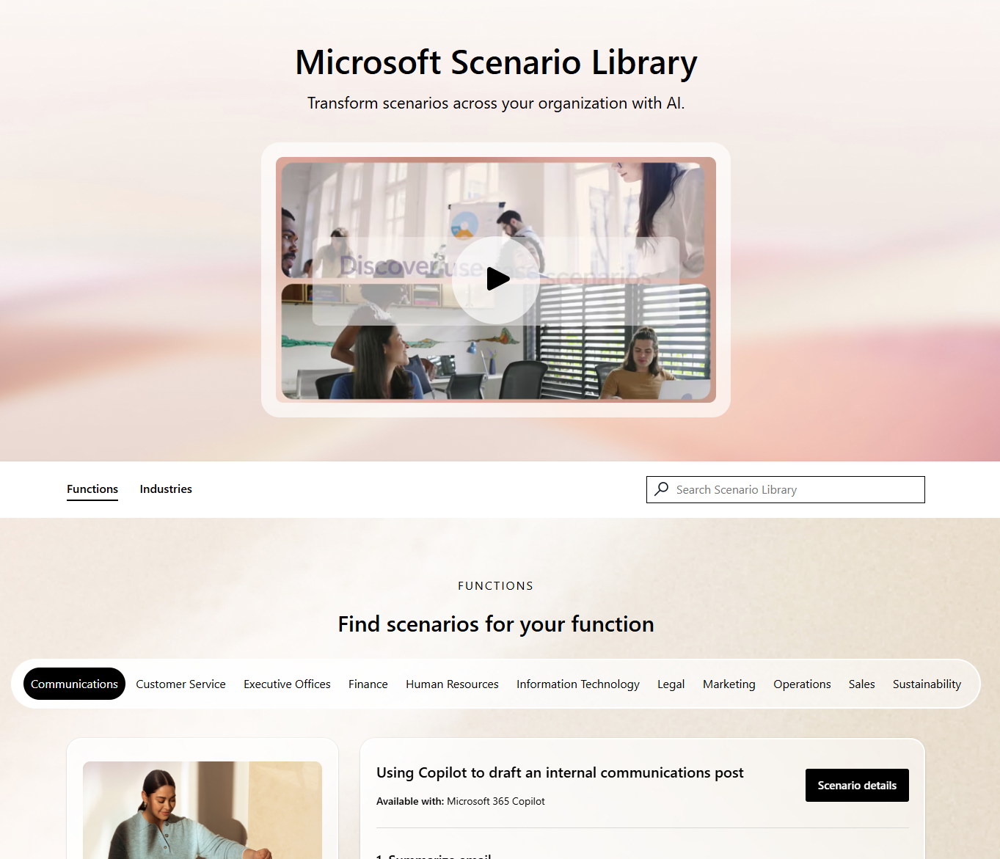 Microsoft Scenario Library
Transform scenarios across your organization with AI.
Discover use case scenarios
Functions
Industries
Search Scenario Library
FUNCTIONS
Find scenarios for your function
Communications
Customer Service
Executive Offices
Finance
Human Resources
Information Technology
Legal
Marketing
Operations
Sales
Sustainability
Using Copilot to draft an internal communications post
Scenario details
Available with: Microsoft 365 Copilot
1. Summarize email